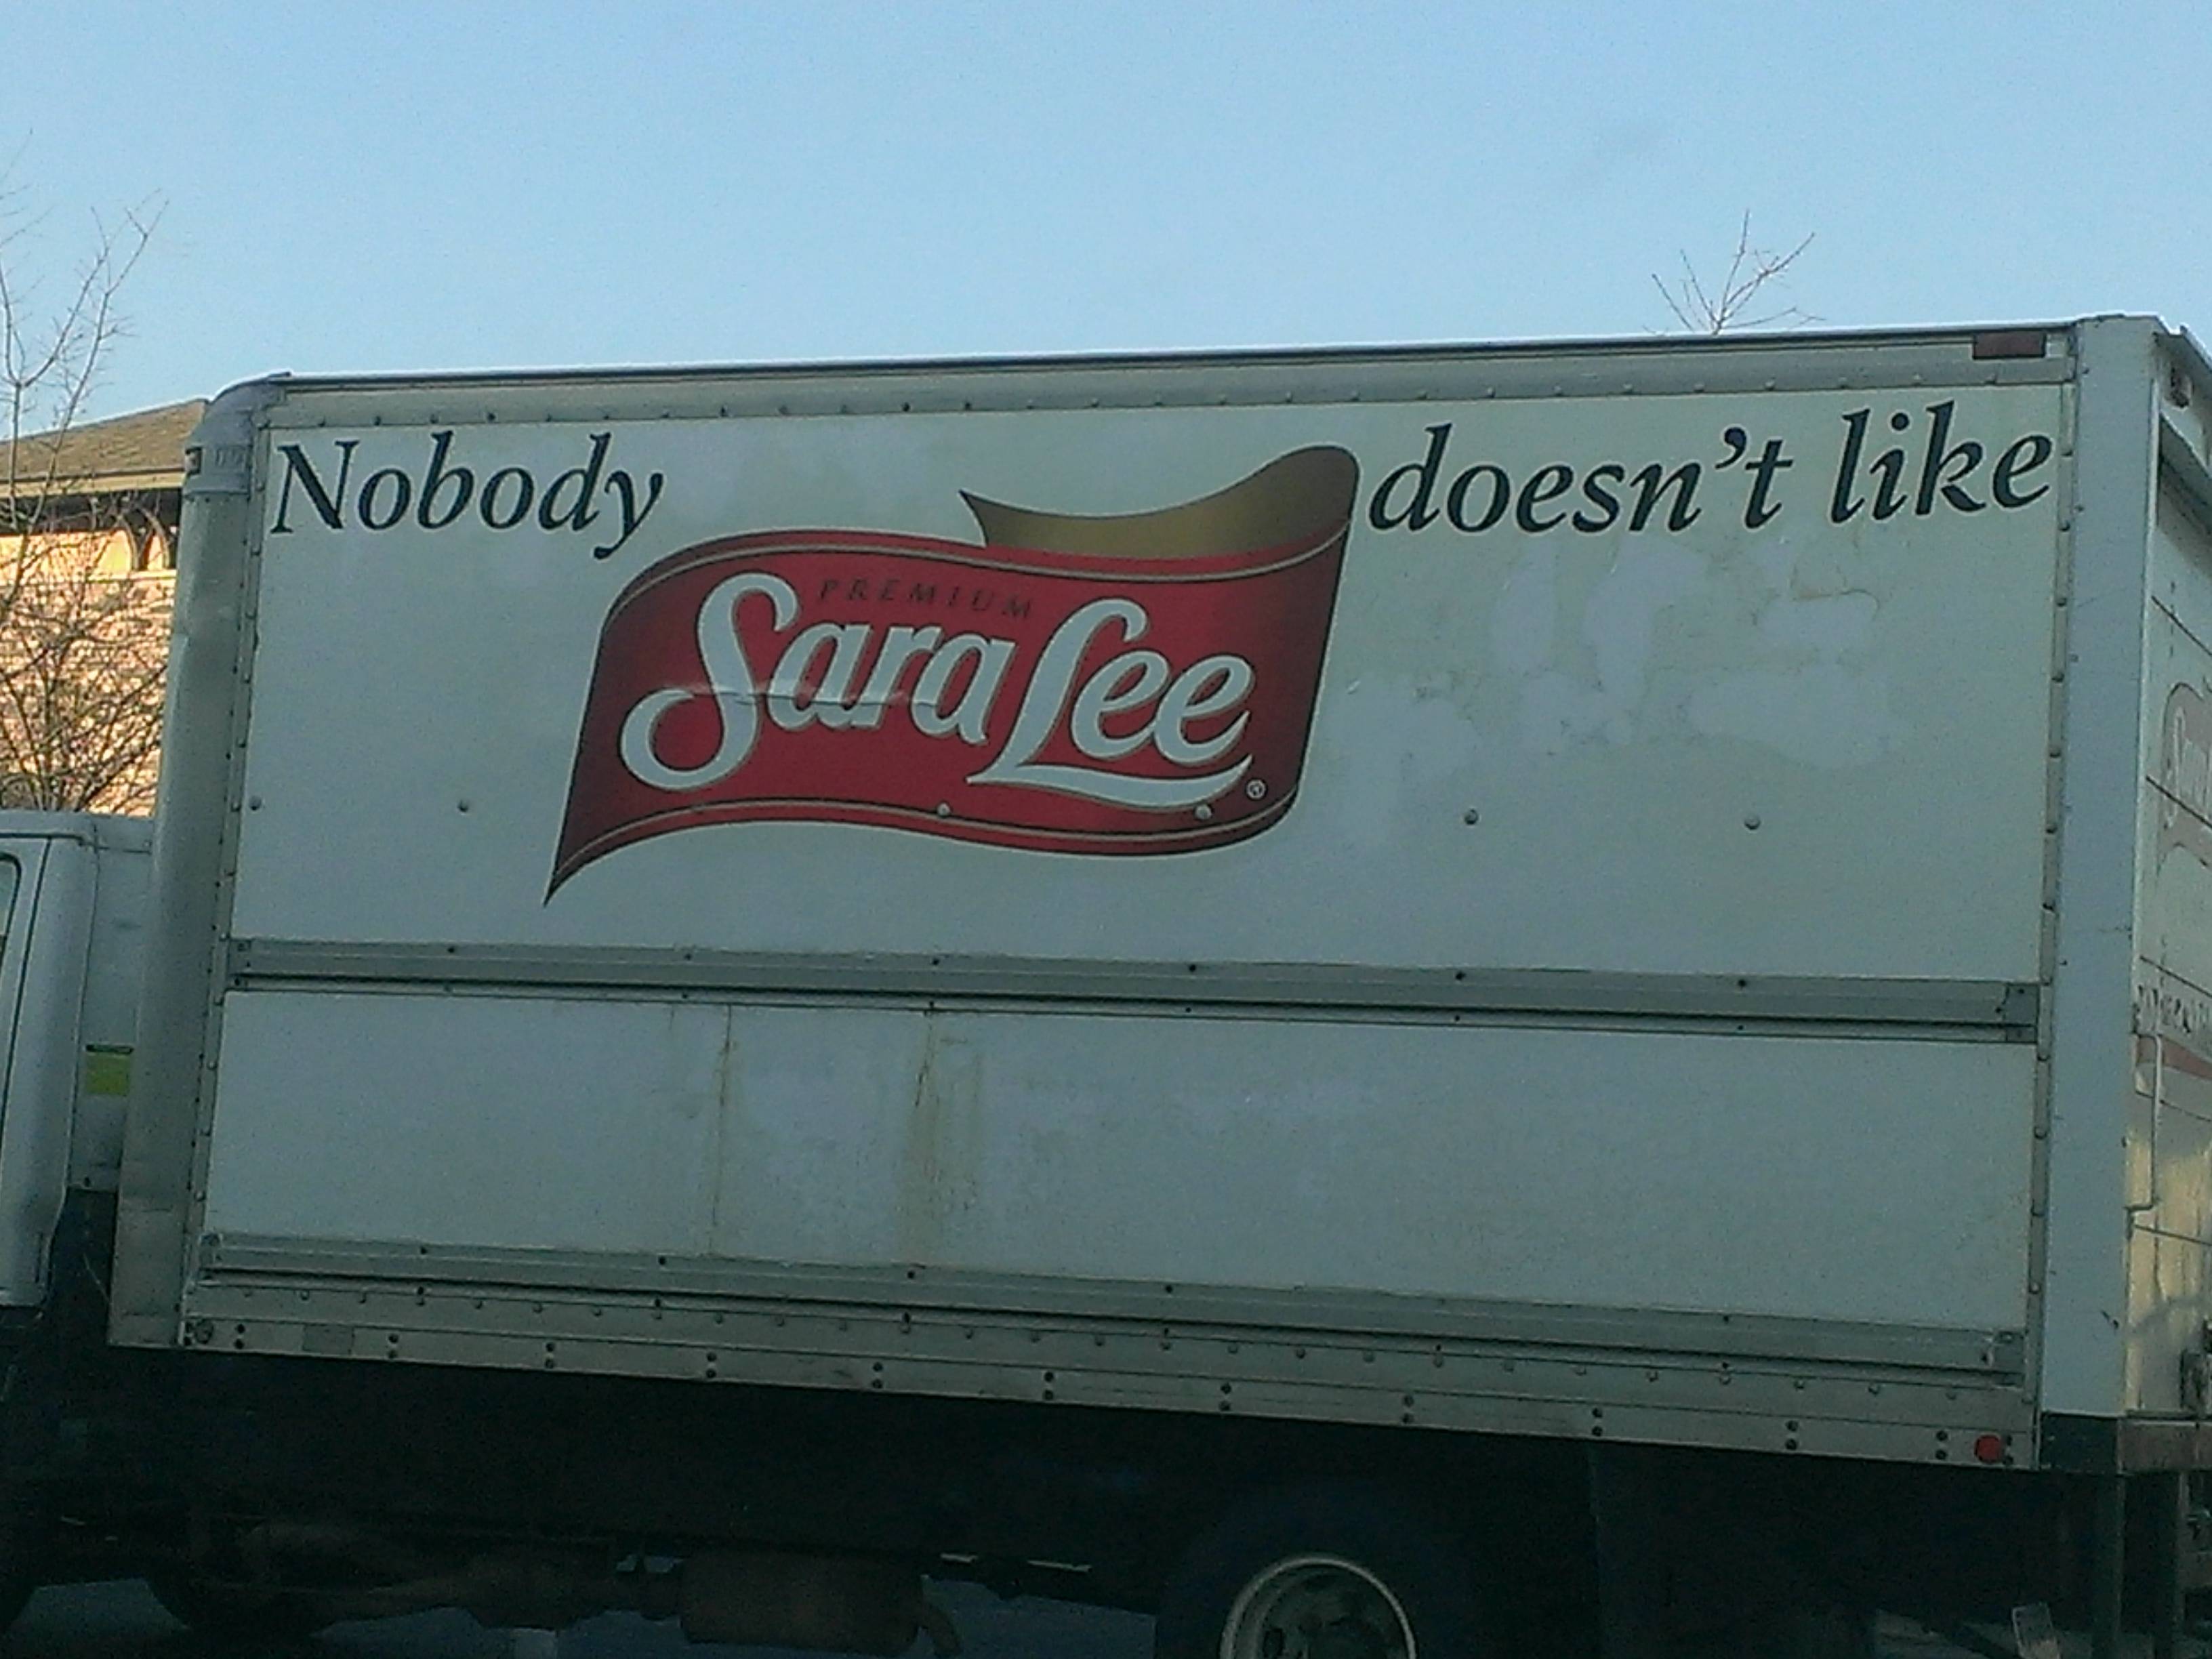 Nobody doesn't like
PREMIUM
Sara Lee
®